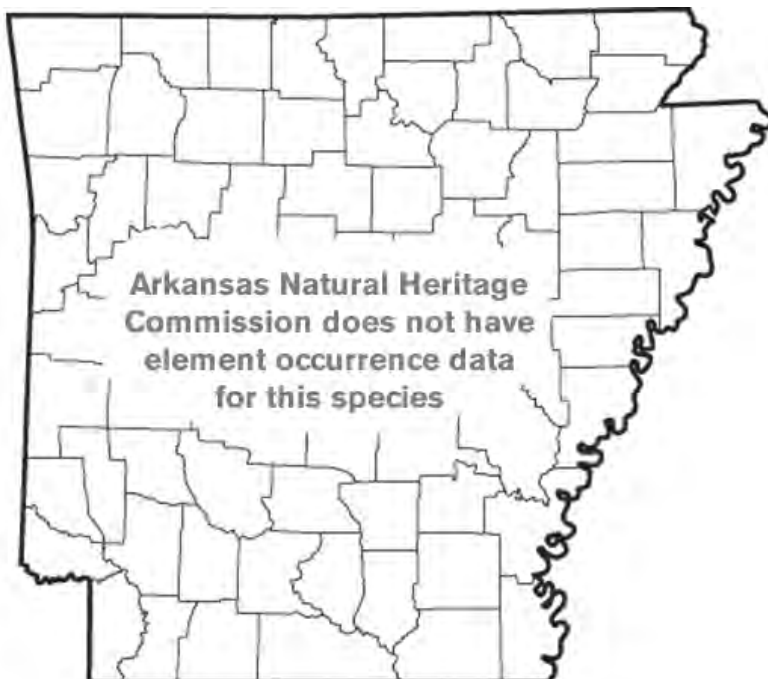 Arkansas Natural Heritage
Commission does not have
element occurrence data
for this species